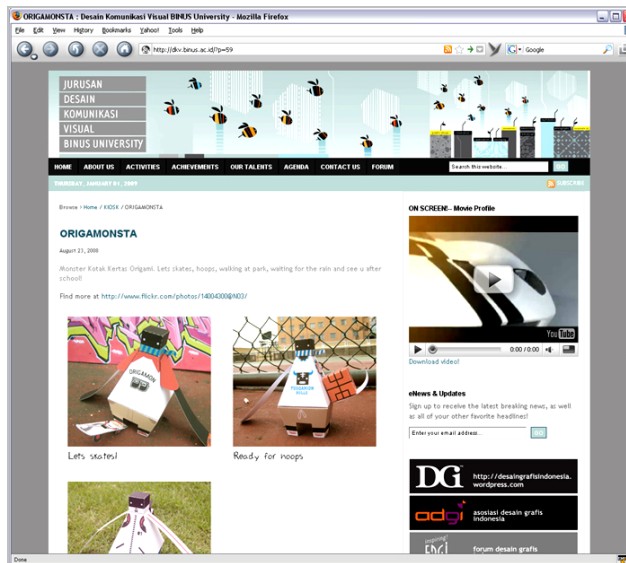 ORIGAMONSTA : Desain Komunikasi Visual BINUS University - Mozilla Firefox
File Edit View History Bookmarks Yahoo! Tools Help
http://dkv.binus.ac.id/?p=59
Google
JURUSAN
DESAIN
KOMUNIKASI
VISUAL
BINUS UNIVERSITY
HOME ABOUT US ACTIVITIES ACHIEVEMENTS OUR TALENTS AGENDA CONTACT US FORUM
Search this website...
GO
THURSDAY, JANUARY 01, 2009
SUBSCRIBE
Browse > Home / KIOSK / ORIGAMONSTA
ORIGAMONSTA
August 23, 2008
Monster Kotak Kertas Origami. Lets skates, hoops, walking at park, waiting for the rain and see u after
school!
Find more at http://www.flickr.com/photos/14004000@N03/
ORIGAMON
Lets skates!
Ready for hoops
ON SCREEN! - Movie Profile
YouTube
0:00 / 0:00
Download video!
eNews & Updates
Sign up to receive the latest breaking news, as well
as all of your other favorite headlines!
Enter your email address...
GO
DGi
http://desaingrafisindonesia.
wordpress.com
adgi
asosiasi desain grafis
indonesia
forum desain grafis
Done